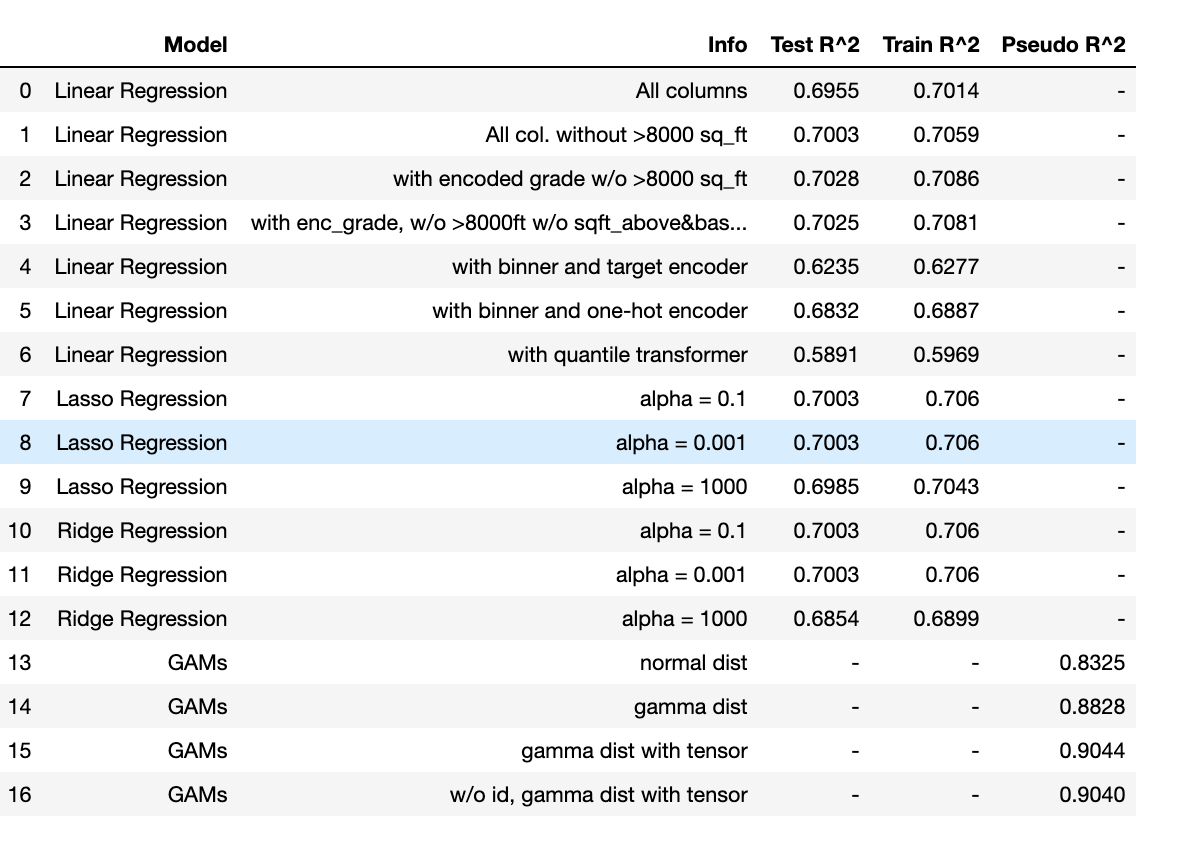 Model Info Test R^2 Train R^2 Pseudo R^2
0 Linear Regression All columns 0.6955 0.7014 -
1 Linear Regression All col. without >8000 sq_ft 0.7003 0.7059 -
2 Linear Regression with encoded grade w/o >8000 sq_ft 0.7028 0.7086 -
3 Linear Regression with enc_grade, w/o >8000ft w/o sqft_above&bas... 0.7025 0.7081 -
4 Linear Regression with binner and target encoder 0.6235 0.6277 -
5 Linear Regression with binner and one-hot encoder 0.6832 0.6887 -
6 Linear Regression with quantile transformer 0.5891 0.5969 -
7 Lasso Regression alpha = 0.1 0.7003 0.706 -
8 Lasso Regression alpha = 0.001 0.7003 0.706 -
9 Lasso Regression alpha = 1000 0.6985 0.7043 -
10 Ridge Regression alpha = 0.1 0.7003 0.706 -
11 Ridge Regression alpha = 0.001 0.7003 0.706 -
12 Ridge Regression alpha = 1000 0.6854 0.6899 -
13 GAMs normal dist - - 0.8325
14 GAMs gamma dist - - 0.8828
15 GAMs gamma dist with tensor - - 0.9044
16 GAMs w/o id, gamma dist with tensor - - 0.9040